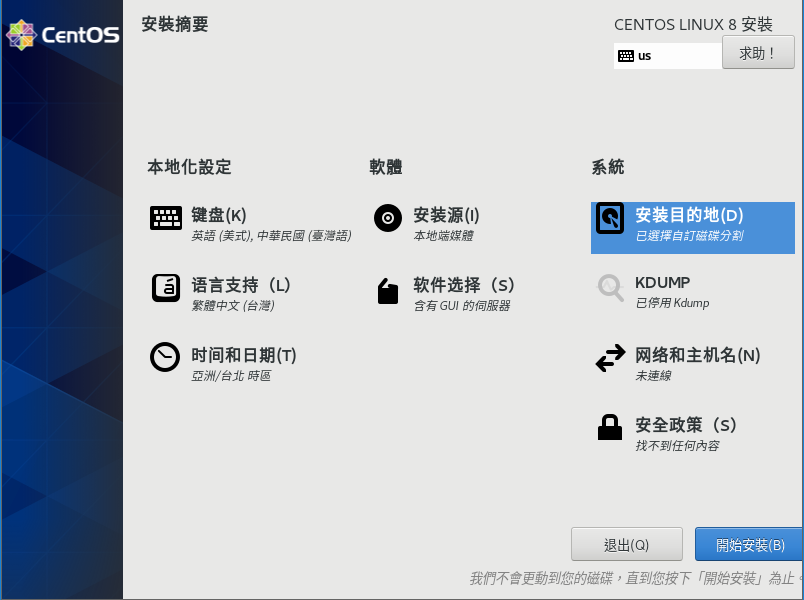 CentOS
安裝摘要
CENTOS LINUX 8 安裝
us
求助！
本地化設定
键盘(K)
英語 (美式), 中華民國 (臺灣語)
语言支持（L）
繁體中文 (台灣)
时间和日期(T)
亞洲/台北 時區
軟體
安装源(I)
本地端媒體
软件选择（S）
含有 GUI 的伺服器
系統
安装目的地(D)
已選擇自訂磁碟分割
KDUMP
已停用 Kdump
网络和主机名(N)
未連線
安全政策（S）
找不到任何內容
退出(Q)
開始安裝(B)
我們不會更動到您的磁碟，直到您按下「開始安裝」為止。